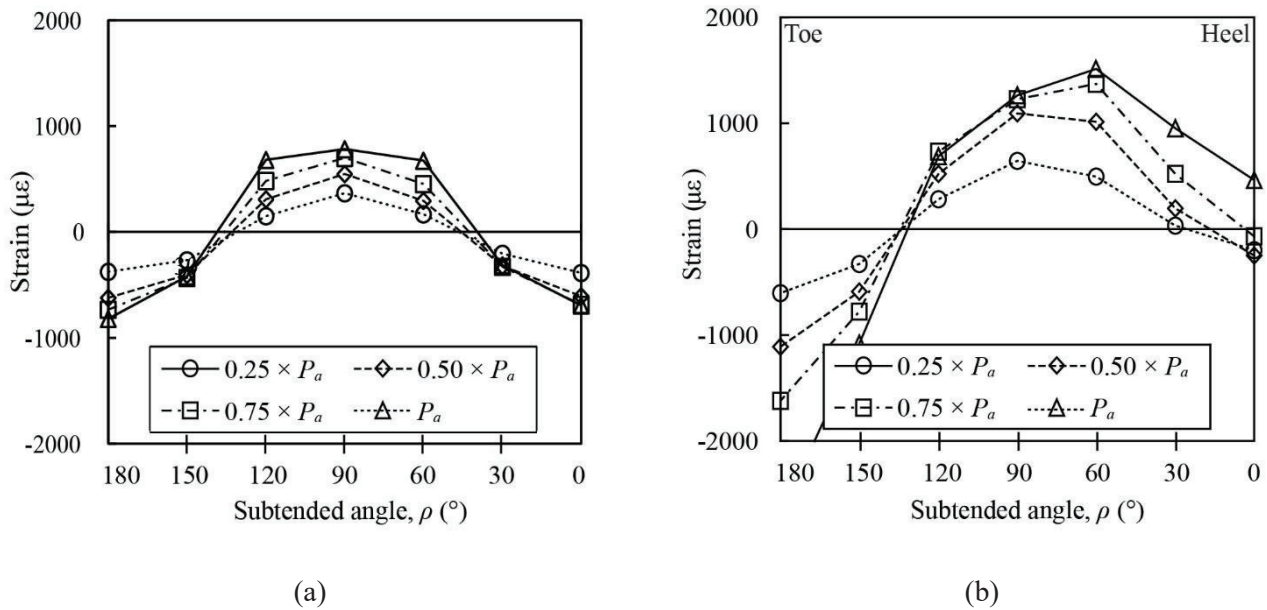 2000
1000
0
-1000
-2000
Strain (με)
0.25 × Pa
0.50 × Pa
0.75 × Pa
Pa
180 150 120 90 60 30 0
Subtended angle, ρ (°)
(a)
2000
1000
0
-1000
-2000
Strain (με)
Toe
Heel
0.25 × Pa
0.50 × Pa
0.75 × Pa
Pa
180 150 120 90 60 30 0
Subtended angle, ρ (°)
(b)